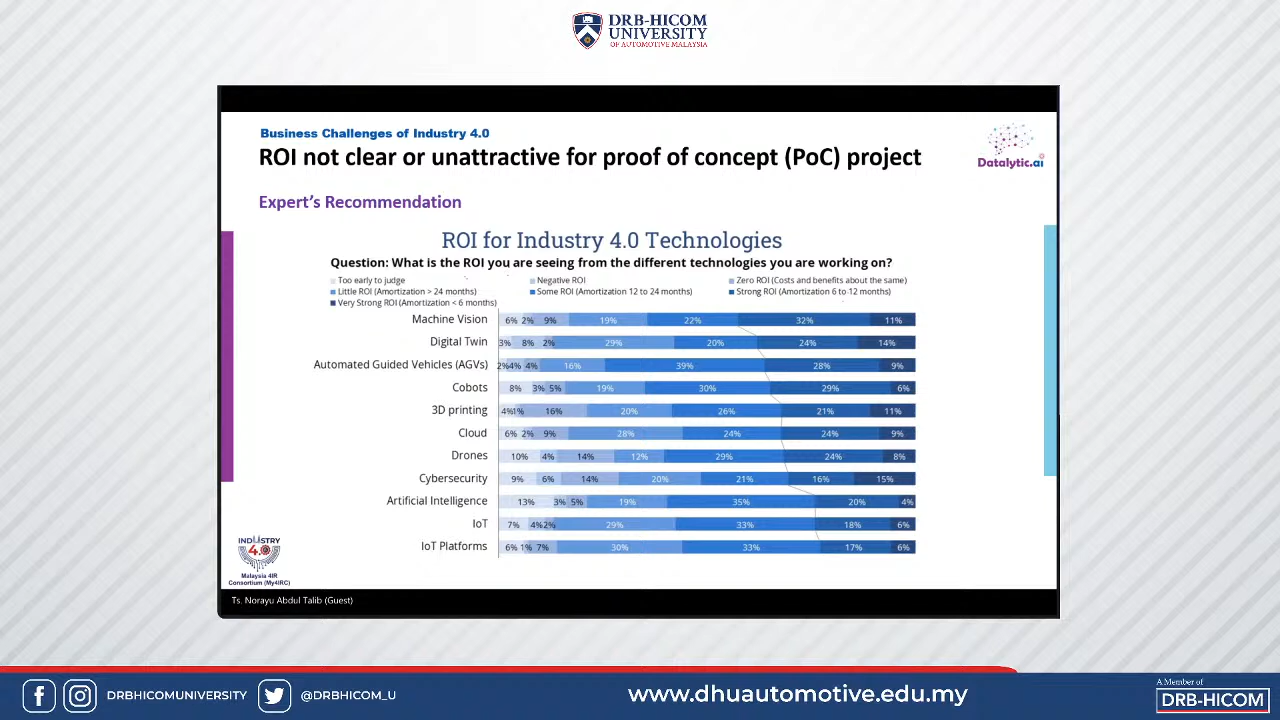 DRB-HICOM
UNIVERSITY
OF AUTOMOTIVE MALAYSIA
Business Challenges of Industry 4.0
ROI not clear or unattractive for proof of concept (PoC) project
Datalytic.ai
Expert's Recommendation
ROI for Industry 4.0 Technologies
Question: What is the ROI you are seeing from the different technologies you are working on?
Too early to judge Negative ROI Zero ROI (Costs and benefits about the same)
Little ROI (Amortization > 24 months) Some ROI (Amortization 12 to 24 months) Strong ROI (Amortization 6 to 12 months)
Very Strong ROI (Amortization < 6 months)
Machine Vision 6% 2% 9% 19% 22% 32% 11%
Digital Twin 3% 8% 2% 29% 20% 24% 14%
Automated Guided Vehicles (AGVs) 2% 4% 4% 16% 39% 28% 9%
Cobots 8% 3% 5% 19% 30% 29% 6%
3D printing 4% 1% 16% 20% 26% 21% 11%
Cloud 6% 2% 9% 28% 24% 24% 9%
Drones 10% 4% 14% 12% 29% 24% 8%
Cybersecurity 9% 6% 14% 20% 21% 16% 15%
Artificial Intelligence 13% 3% 5% 19% 35% 20% 4%
IoT 7% 4% 2% 29% 33% 18% 6%
IoT Platforms 6% 1% 7% 30% 33% 17% 6%
INDUSTRY
4.0
Malaysia 4IR
Consortium (My4IRC)
Ts. Norayu Abdul Talib (Guest)
DRBHICOMUNIVERSITY @DRBHICOM_U www.dhuautomotive.edu.my
A Member of
DRB-HICOM